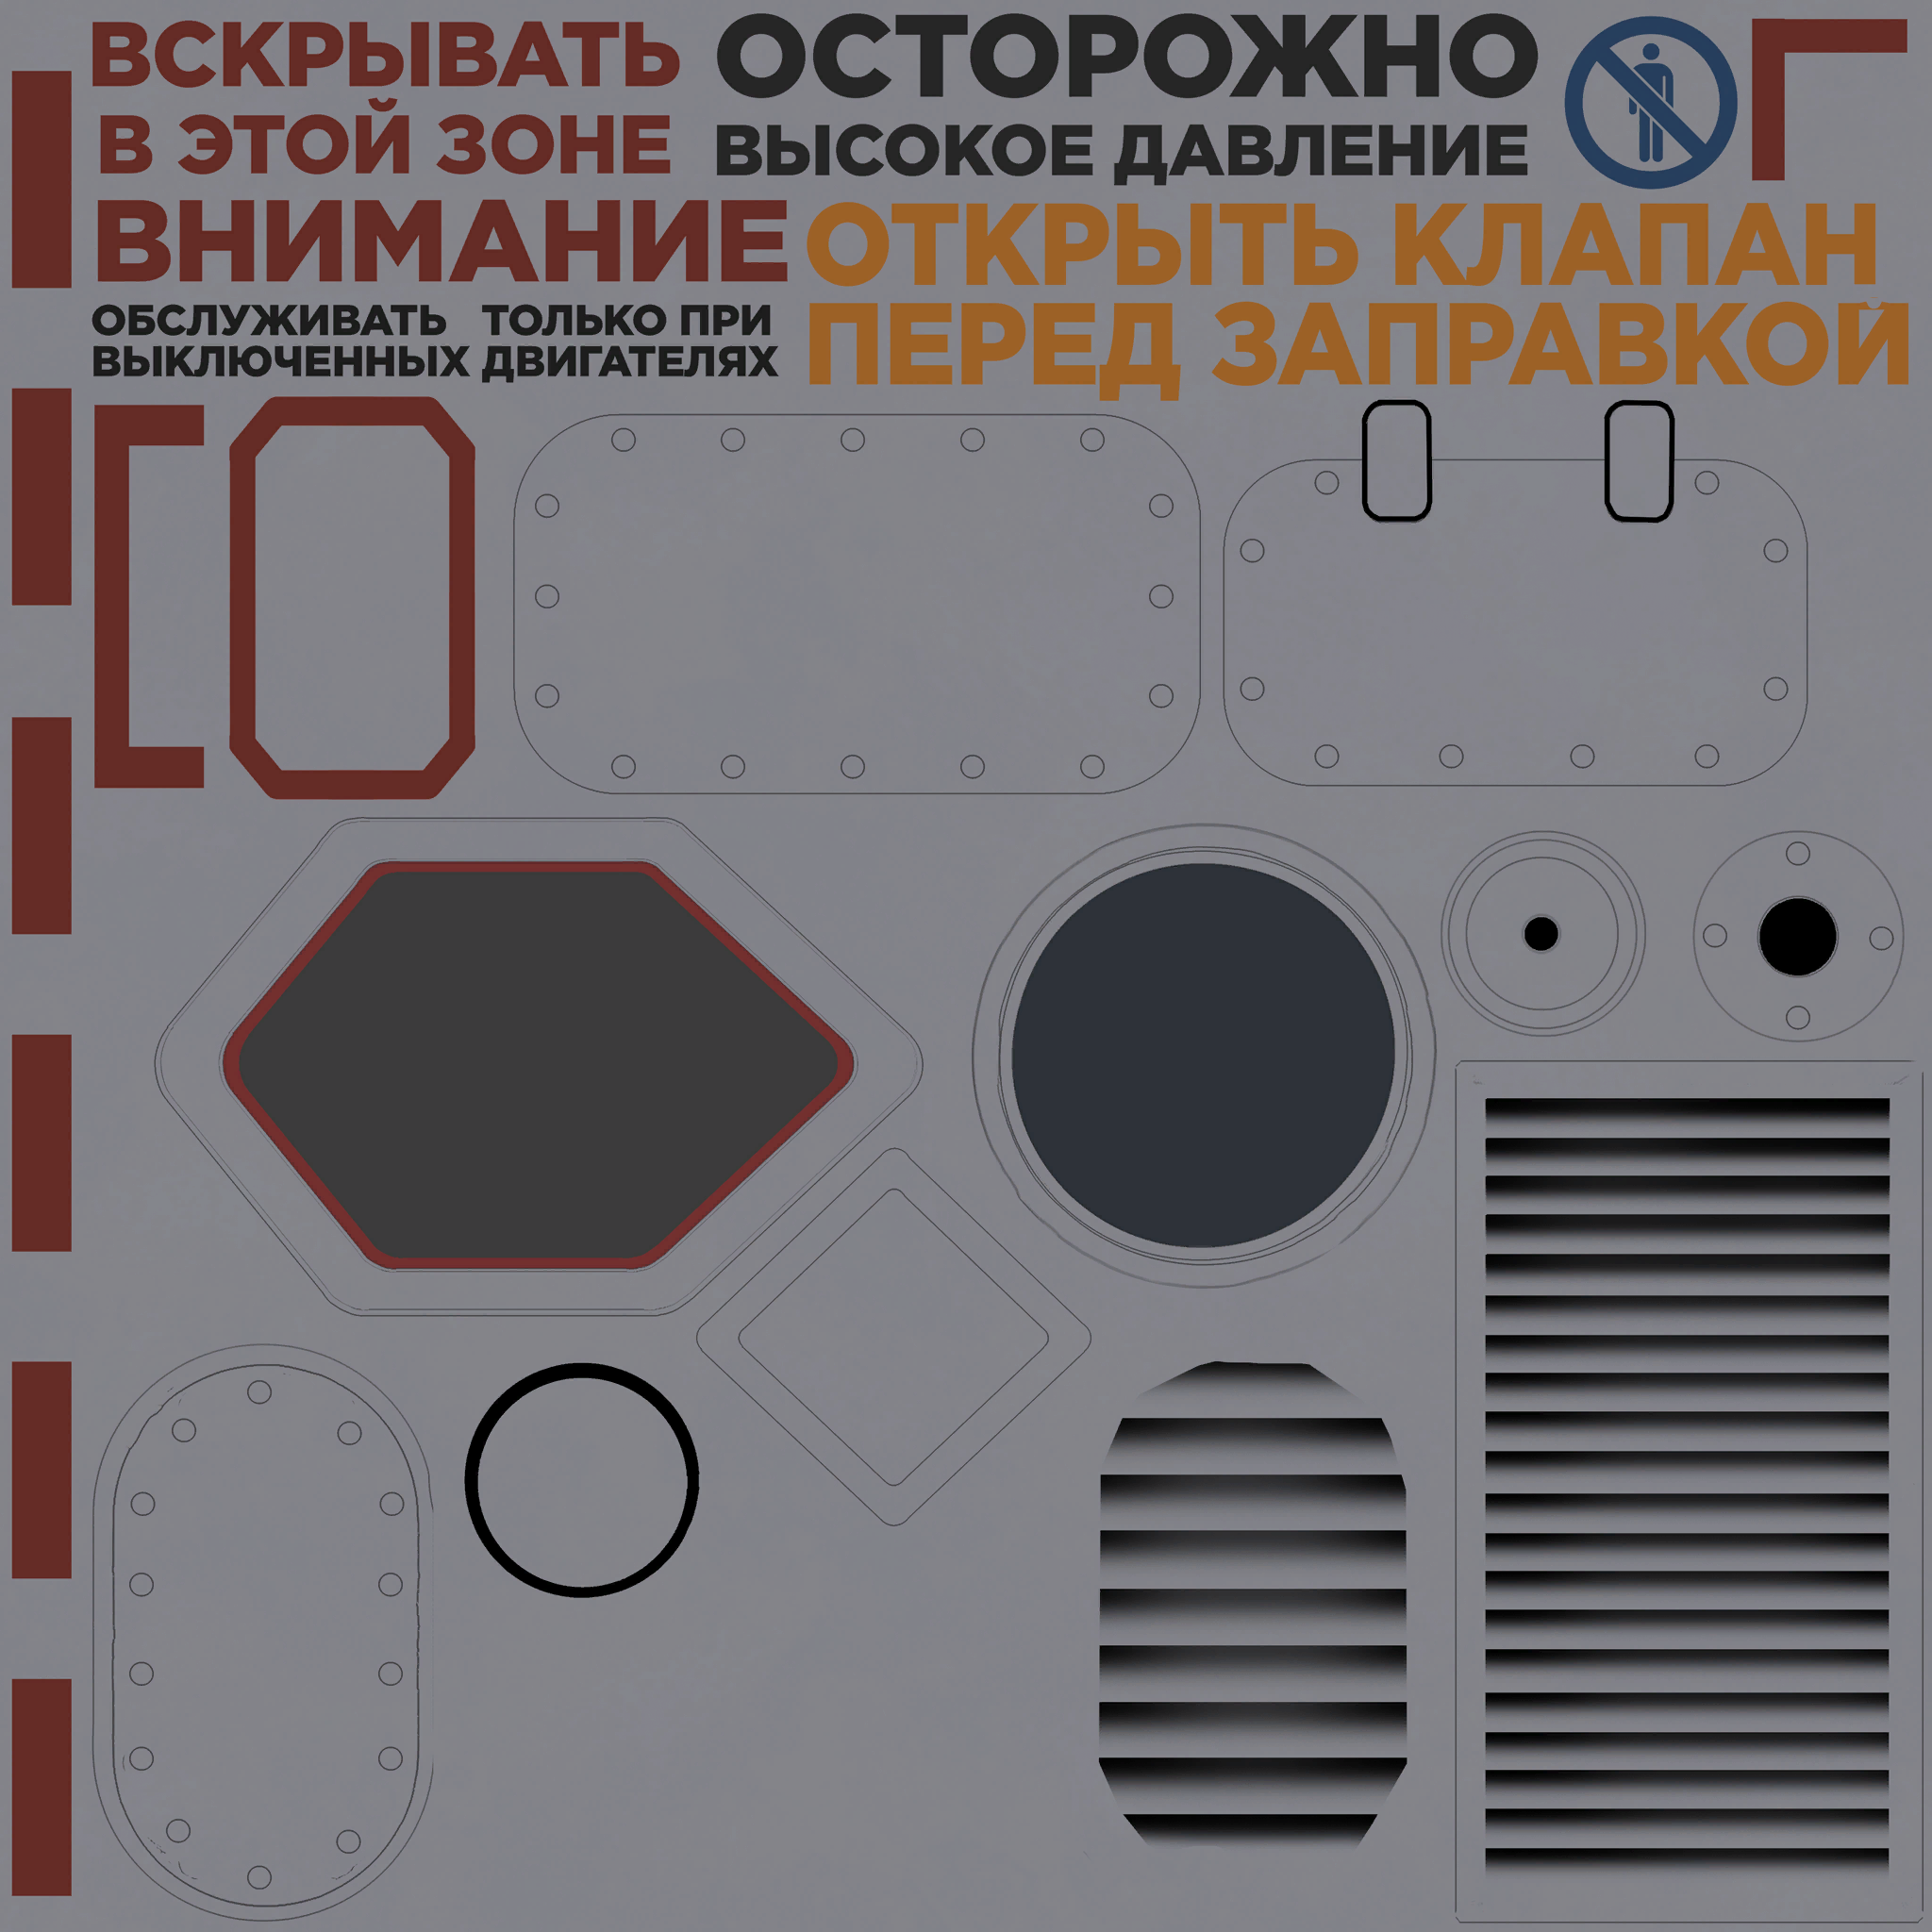 ВСКРЫВАТЬ
В ЭТОЙ ЗОНЕ
ОСТОРОЖНО
ВЫСОКОЕ ДАВЛЕНИЕ
ВНИМАНИЕ
ОБСЛУЖИВАТЬ ТОЛЬКО ПРИ
ВЫКЛЮЧЕННЫХ ДВИГАТЕЛЯХ
ОТКРЫТЬ КЛАПАН
ПЕРЕД ЗАПРАВКОЙ